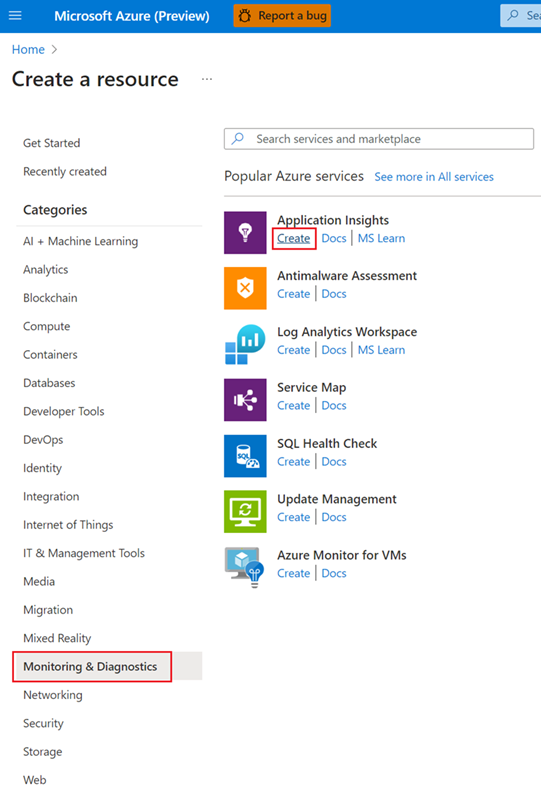 Microsoft Azure (Preview)
Report a bug
Home
Create a resource
...
Get Started
Recently created
Categories
AI + Machine Learning
Analytics
Blockchain
Compute
Containers
Databases
Developer Tools
DevOps
Identity
Integration
Internet of Things
IT & Management Tools
Media
Migration
Mixed Reality
Monitoring & Diagnostics
Networking
Security
Storage
Web
Search services and marketplace
Popular Azure services See more in All services
Application Insights
Create | Docs | MS Learn
Antimalware Assessment
Create | Docs
Log Analytics Workspace
Create | Docs | MS Learn
Service Map
Create | Docs
SQL Health Check
SQL
Create | Docs
Update Management
Create | Docs
Azure Monitor for VMs
Create | Docs